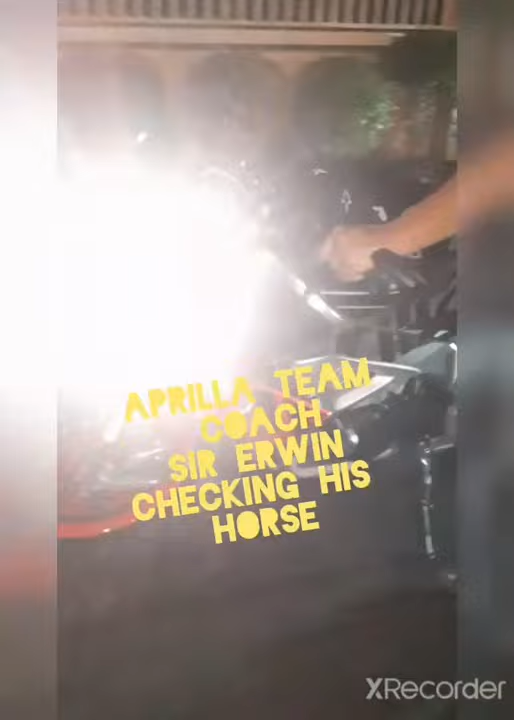 APRILLA TEAM
COACH
SIR ERWIN
CHECKING HIS
HORSE
XRecorder